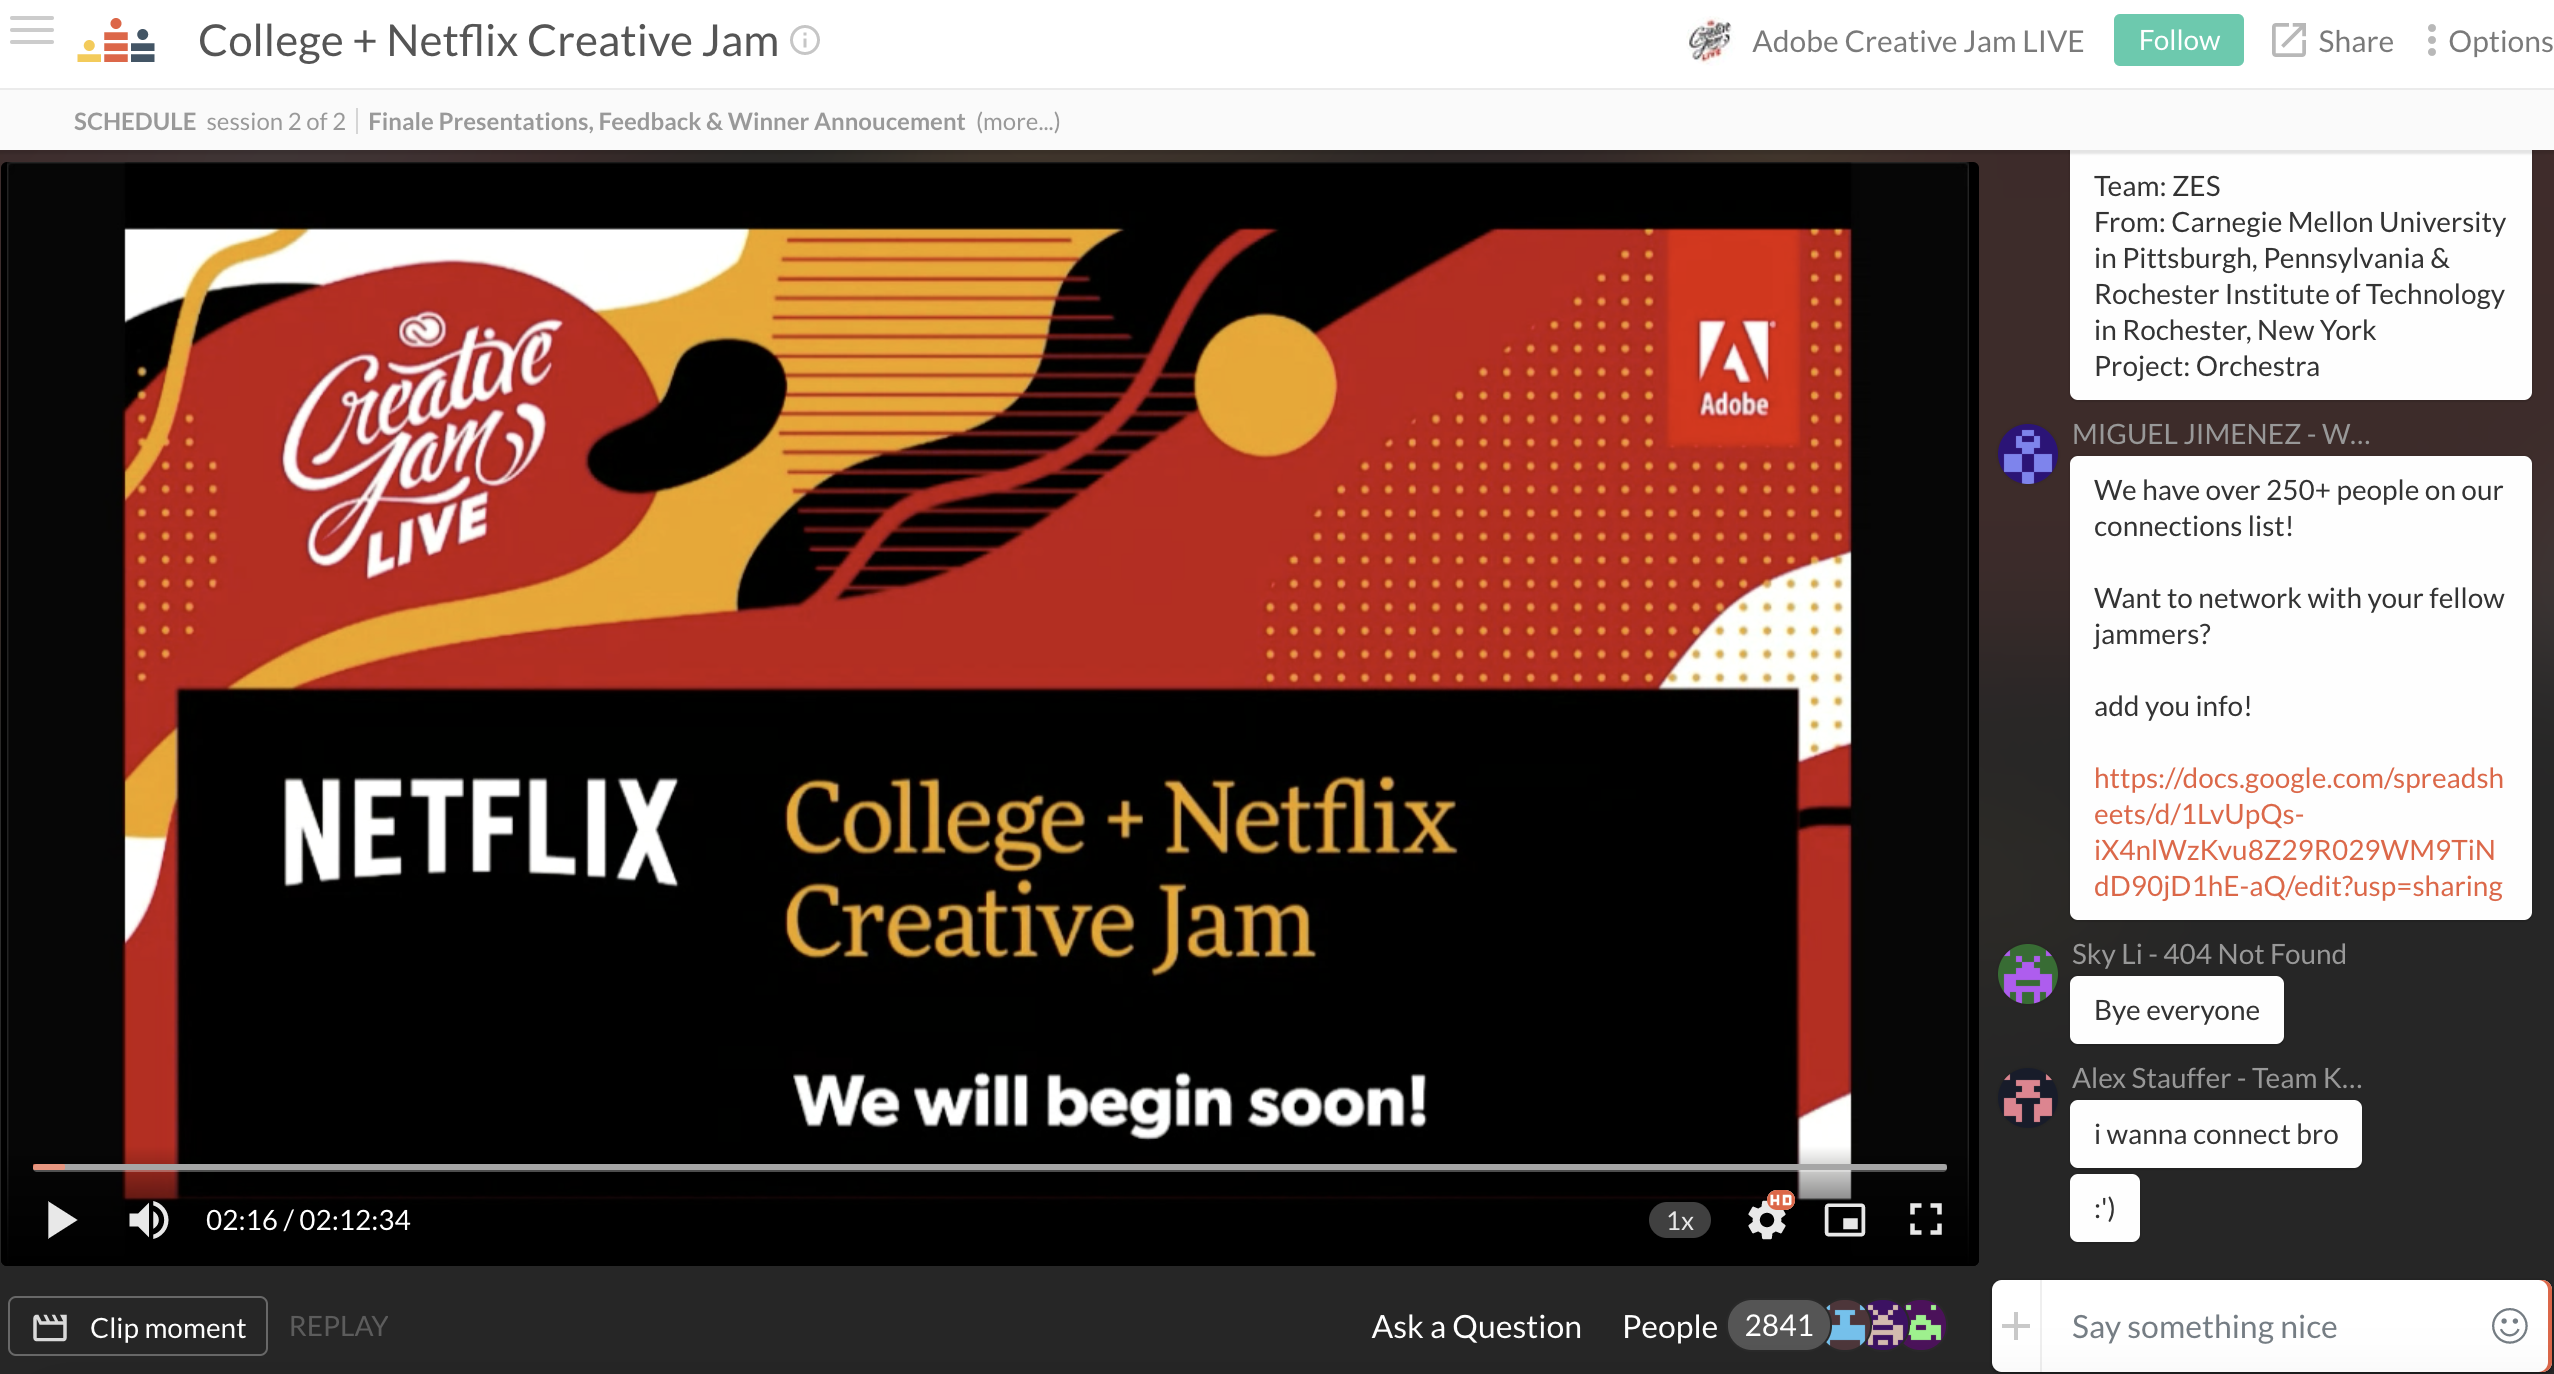 College + Netflix Creative Jam
Adobe Creative Jam LIVE
Follow
Share
Options
SCHEDULE session 2 of 2 | Finale Presentations, Feedback & Winner Annoucement (more...)
Creative
Jam
LIVE
Adobe
NETFLIX
College + Netflix
Creative Jam
We will begin soon!
02:16 / 02:12:34
1x
HD
Clip moment
REPLAY
Ask a Question
People 2841
Team: ZES
From: Carnegie Mellon University
in Pittsburgh, Pennsylvania &
Rochester Institute of Technology
in Rochester, New York
Project: Orchestra
MIGUEL JIMENEZ - W...
We have over 250+ people on our
connections list!
Want to network with your fellow
jammers?
add you info!
https://docs.google.com/spreadsh
eets/d/1LvUpQs-
iX4nlWzKvu8Z29R029WM9TiN
dD90jD1hE-aQ/edit?usp=sharing
Sky Li - 404 Not Found
Bye everyone
Alex Stauffer - Team K...
i wanna connect bro
:')
Say something nice